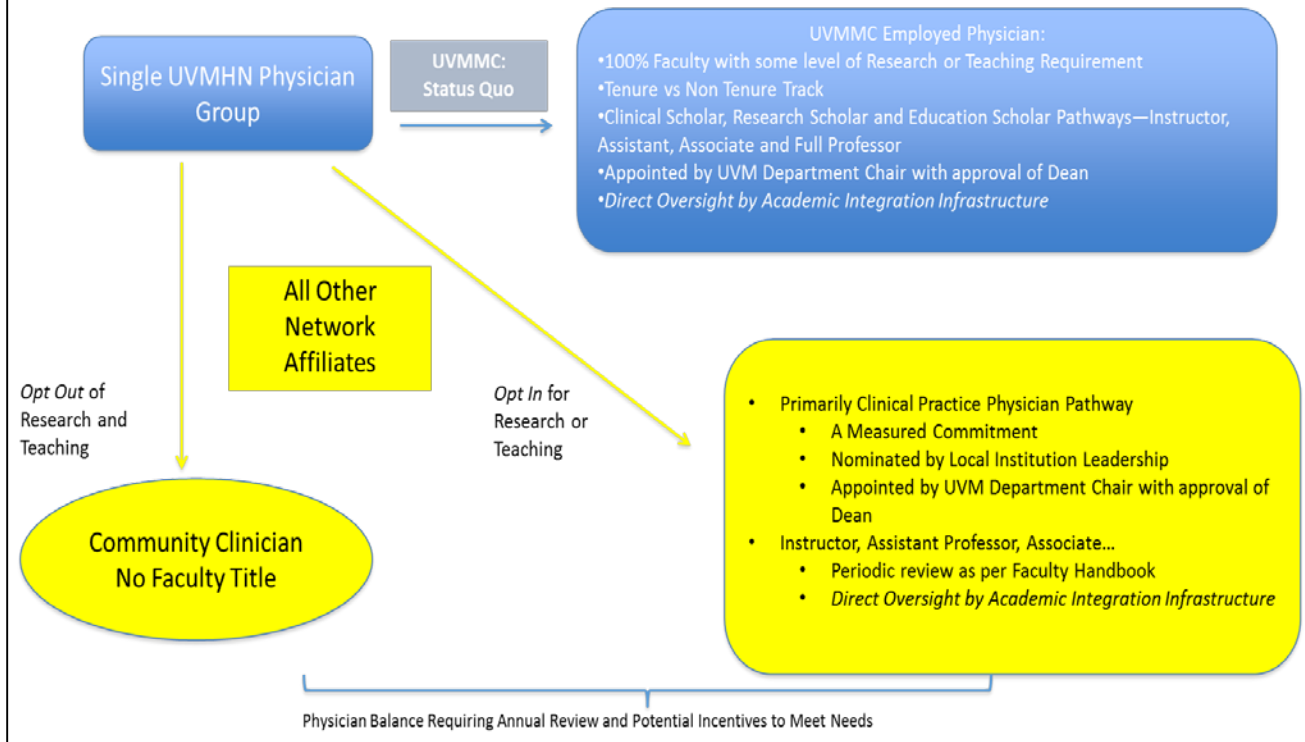 Single UVMHN Physician
Group
UVMMC:
Status Quo
UVMMC Employed Physician:
•100% Faculty with some level of Research or Teaching Requirement
•Tenure vs Non Tenure Track
•Clinical Scholar, Research Scholar and Education Scholar Pathways—Instructor,
Assistant, Associate and Full Professor
•Appointed by UVM Department Chair with approval of Dean
•Direct Oversight by Academic Integration Infrastructure
All Other
Network
Affiliates
Opt Out of
Research and
Teaching
Opt In for
Research or
Teaching
Community Clinician
No Faculty Title
• Primarily Clinical Practice Physician Pathway
• A Measured Commitment
• Nominated by Local Institution Leadership
• Appointed by UVM Department Chair with approval of
Dean
• Instructor, Assistant Professor, Associate…
• Periodic review as per Faculty Handbook
• Direct Oversight by Academic Integration Infrastructure
Physician Balance Requiring Annual Review and Potential Incentives to Meet Needs